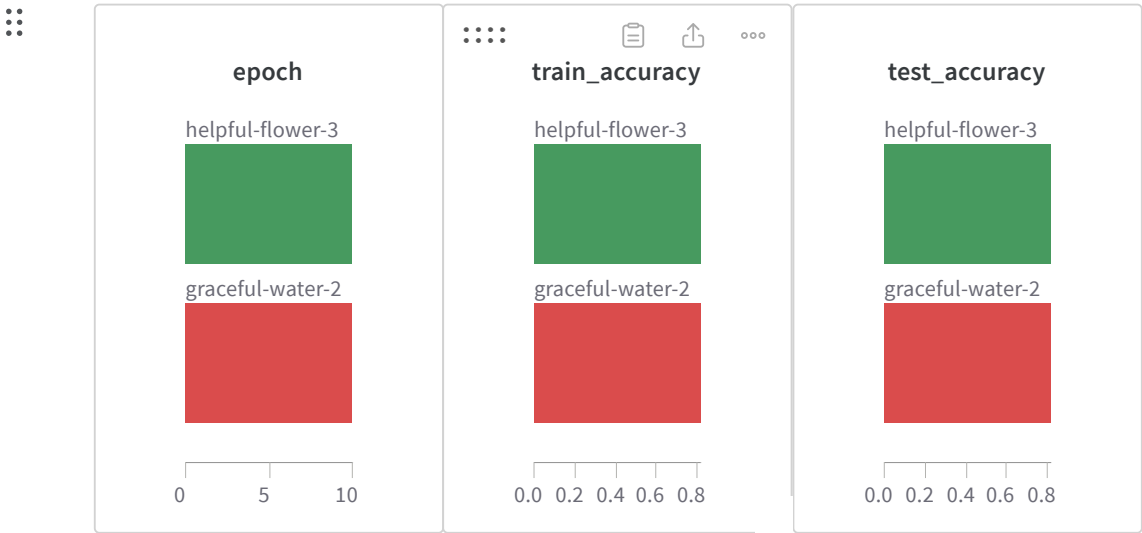 epoch
helpful-flower-3
graceful-water-2
0 5 10
train_accuracy
helpful-flower-3
graceful-water-2
0.0 0.2 0.4 0.6 0.8
test_accuracy
helpful-flower-3
graceful-water-2
0.0 0.2 0.4 0.6 0.8